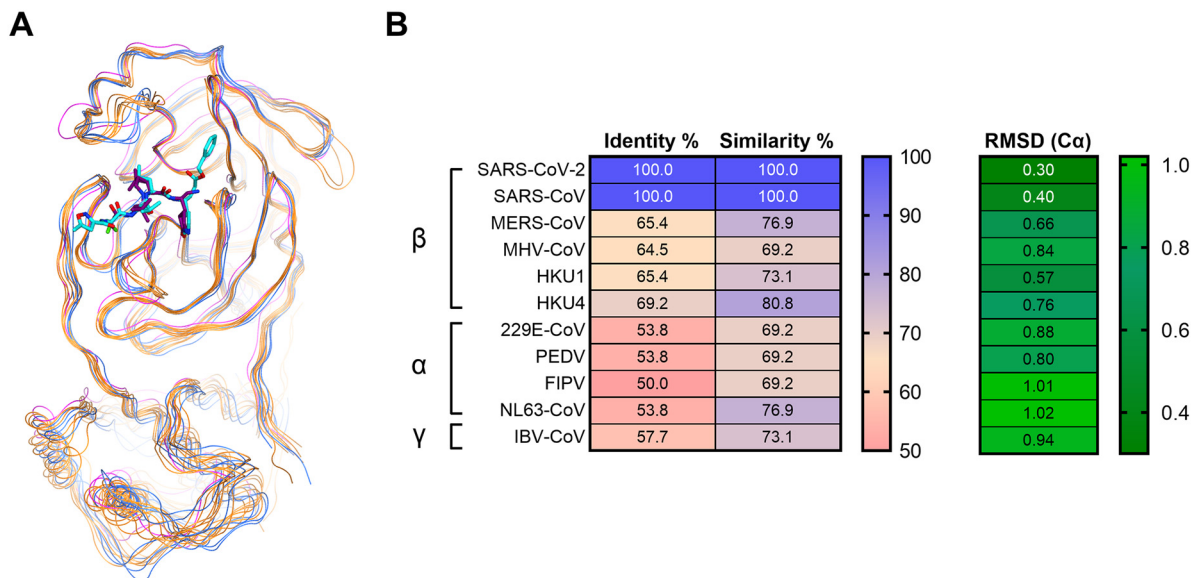 A
B
Identity % Similarity % RMSD (Cα)
β
SARS-CoV-2 100.0 100.0 0.30
SARS-CoV 100.0 100.0 0.40
MERS-CoV 65.4 76.9 0.66
MHV-CoV 64.5 69.2 0.84
HKU1 65.4 73.1 0.57
HKU4 69.2 80.8 0.76
α
229E-CoV 53.8 69.2 0.88
PEDV 53.8 69.2 0.80
FIPV 50.0 69.2 1.01
NL63-CoV 53.8 76.9 1.02
γ
IBV-CoV 57.7 73.1 0.94
100
90
80
70
60
50
1.0
0.8
0.6
0.4